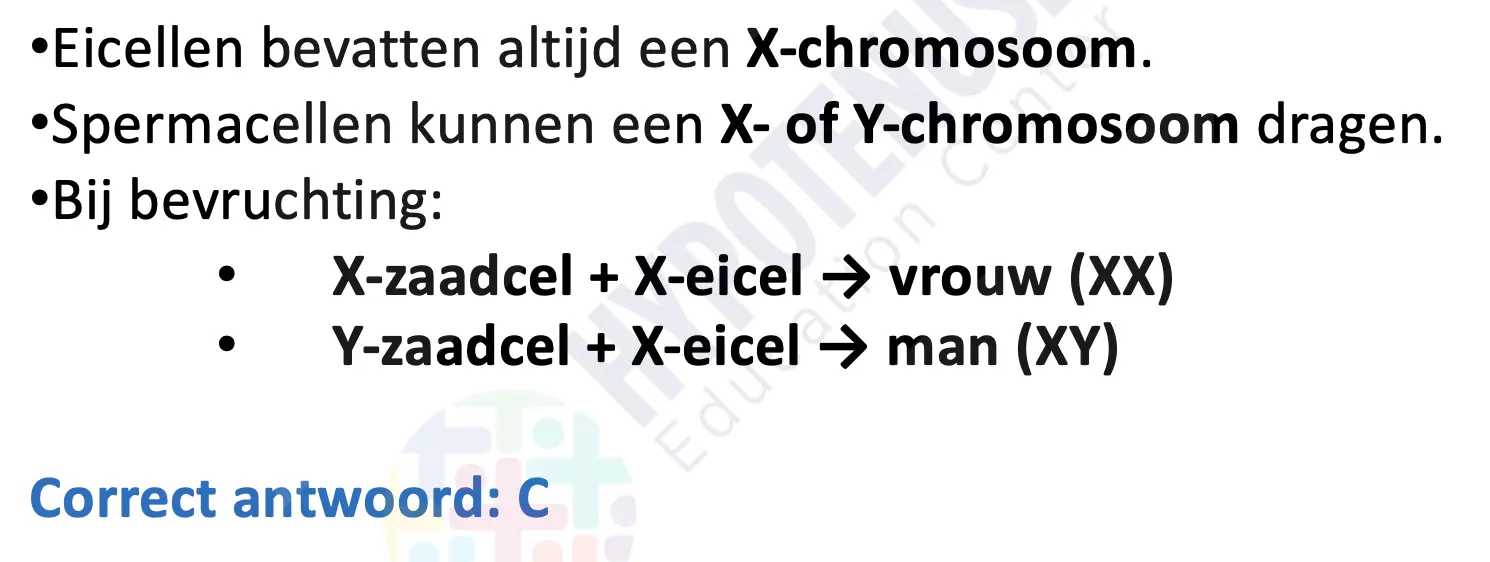 •Eicellen bevatten altijd een X-chromosoom.
•Spermacellen kunnen een X- of Y-chromosoom dragen.
•Bij bevruchting:
• X-zaadcel + X-eicel → vrouw (XX)
• Y-zaadcel + X-eicel → man (XY)
Correct antwoord: C
HYPOTENUSE
Education Center